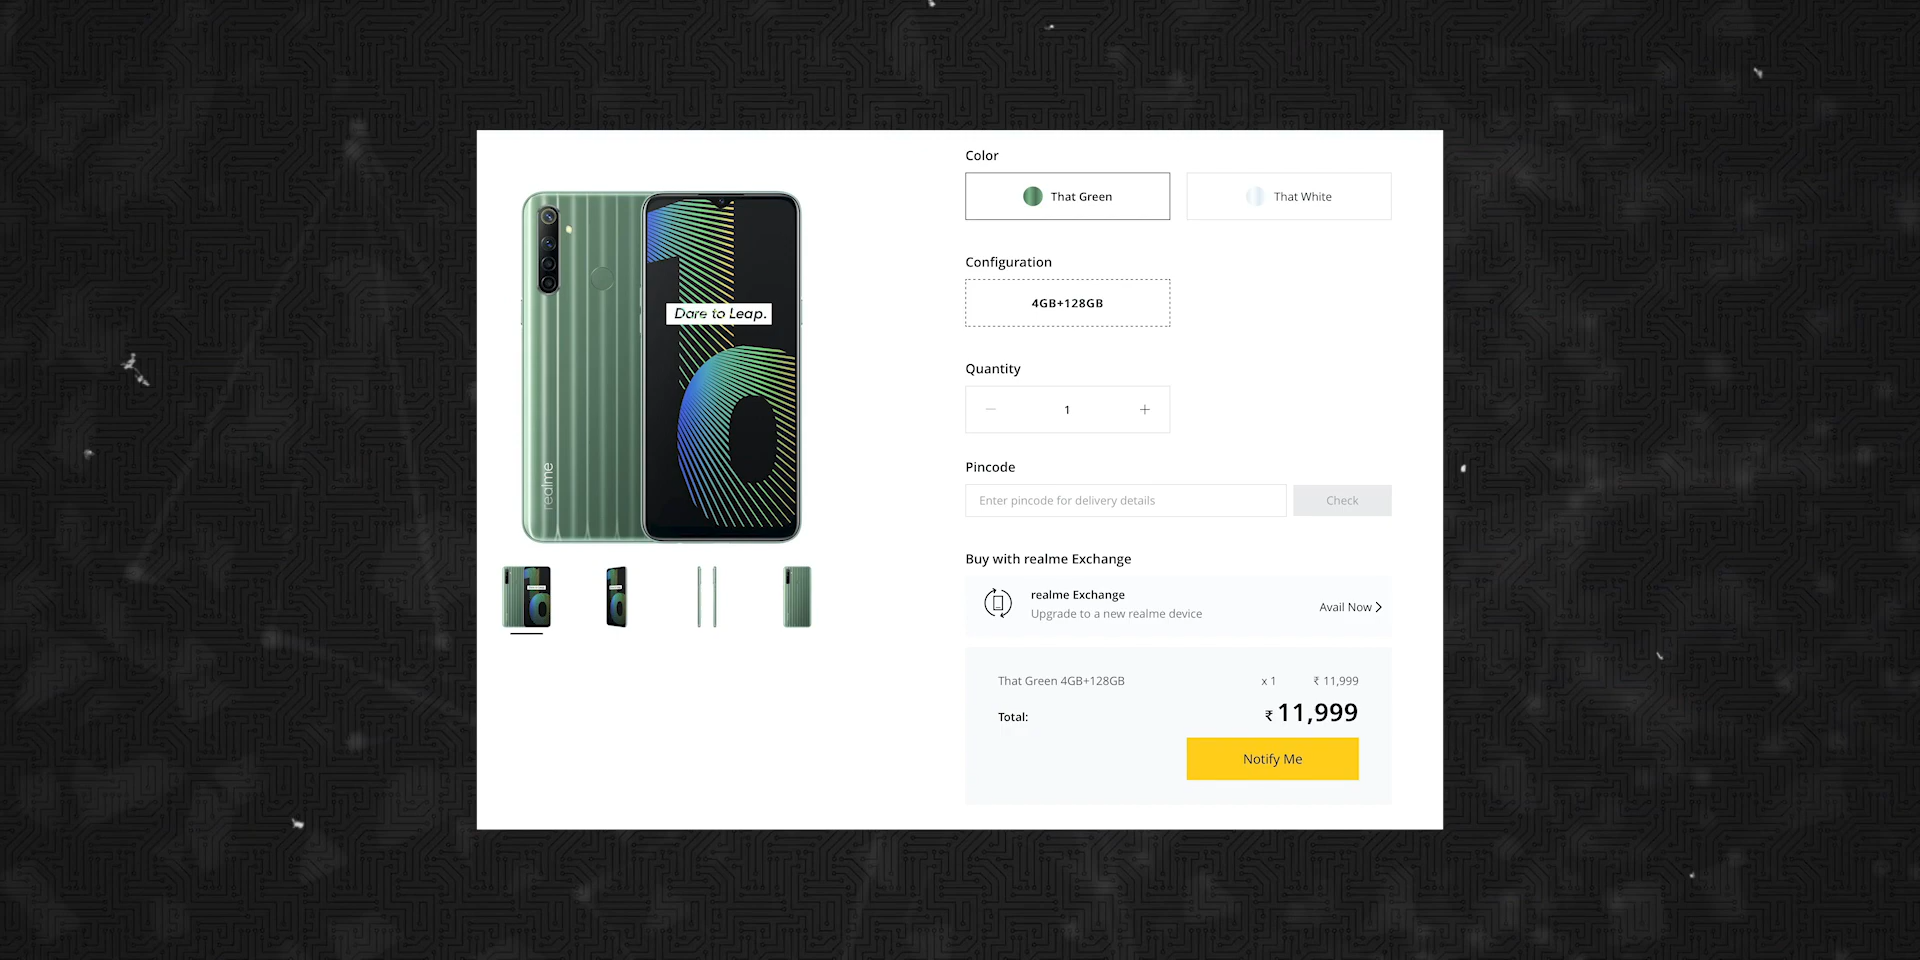 realme
Dare to Leap.
Color
That Green
That White
Configuration
4GB+128GB
Quantity
1
Pincode
Enter pincode for delivery details
Check
Buy with realme Exchange
realme Exchange
Upgrade to a new realme device
Avail Now
That Green 4GB+128GB x 1 ₹ 11,999
Total: ₹ 11,999
Notify Me